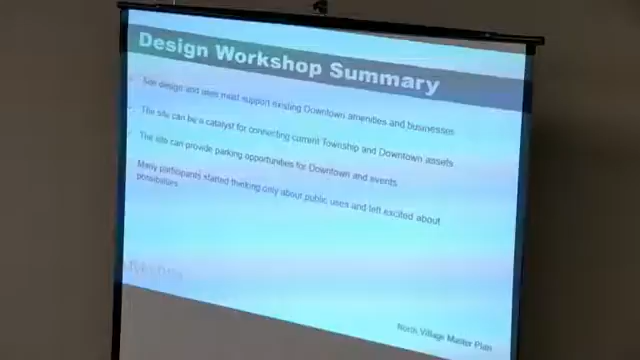 Design Workshop Summary
Site design and uses must support existing Downtown amenities and businesses
The site can be a catalyst for connecting current Township and Downtown assets
The site can provide parking opportunities for Downtown and events
Many participants started thinking only about public uses and left excited about
possibilities
North Village Master Plan